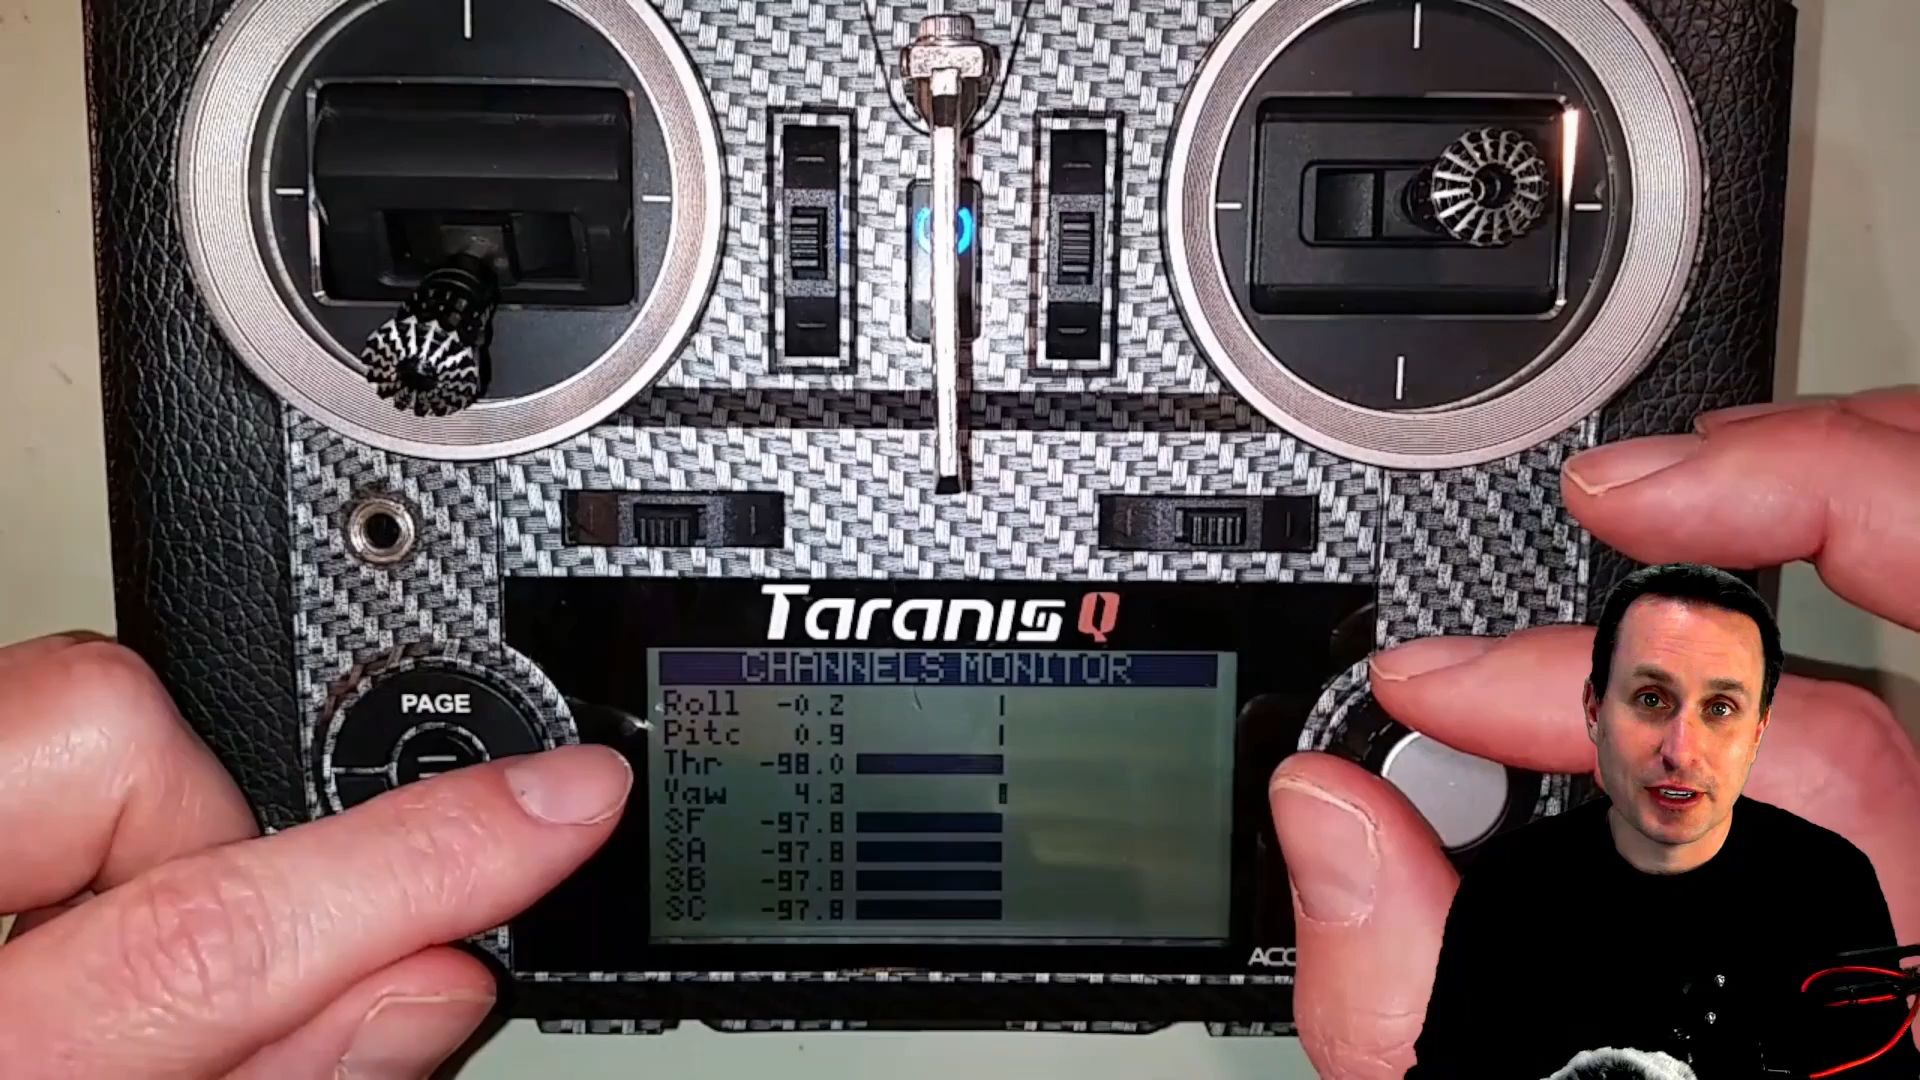 Taranis Q
PAGE
CHANNELS MONITOR
Roll -0.2
Pitc 0.9
Thr -98.0
Yaw 4.3
SF -97.8
SA -97.8
SB -97.8
SC -97.8
ACC